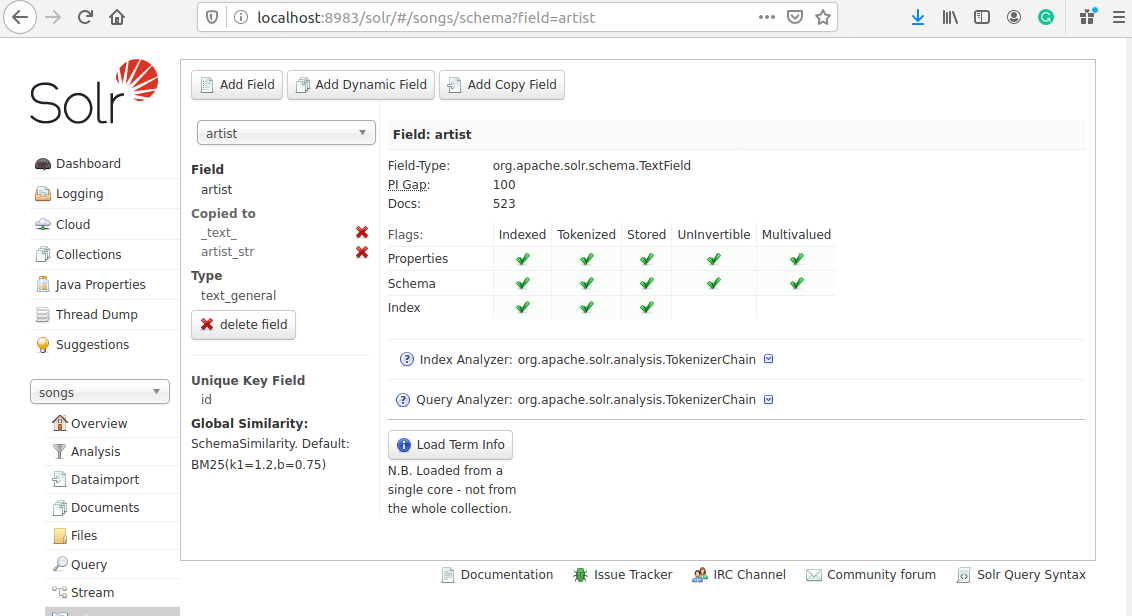 localhost:8983/solr/#/songs/schema?field=artist
Solr
Dashboard
Logging
Cloud
Collections
Java Properties
Thread Dump
Suggestions
songs
Overview
Analysis
Dataimport
Documents
Files
Query
Stream
Add Field
Add Dynamic Field
Add Copy Field
artist
Field
artist
Copied to
_text_
artist_str
Type
text_general
delete field
Unique Key Field
id
Global Similarity:
SchemaSimilarity. Default:
BM25(k1=1.2,b=0.75)
Field: artist
Field-Type: org.apache.solr.schema.TextField
PI Gap: 100
Docs: 523
Flags: Indexed Tokenized Stored UnInvertible Multivalued
Properties
Schema
Index
Index Analyzer: org.apache.solr.analysis.TokenizerChain
Query Analyzer: org.apache.solr.analysis.TokenizerChain
Load Term Info
N.B. Loaded from a
single core - not from
the whole collection.
Documentation Issue Tracker IRC Channel Community forum Solr Query Syntax